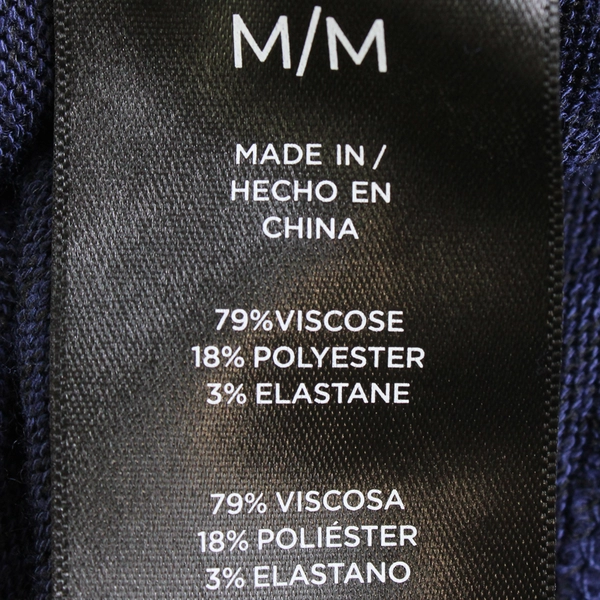 M/M
MADE IN /
HECHO EN
CHINA
79% VISCOSE
18% POLYESTER
3% ELASTANE
79% VISCOSA
18% POLIÉSTER
3% ELASTANO